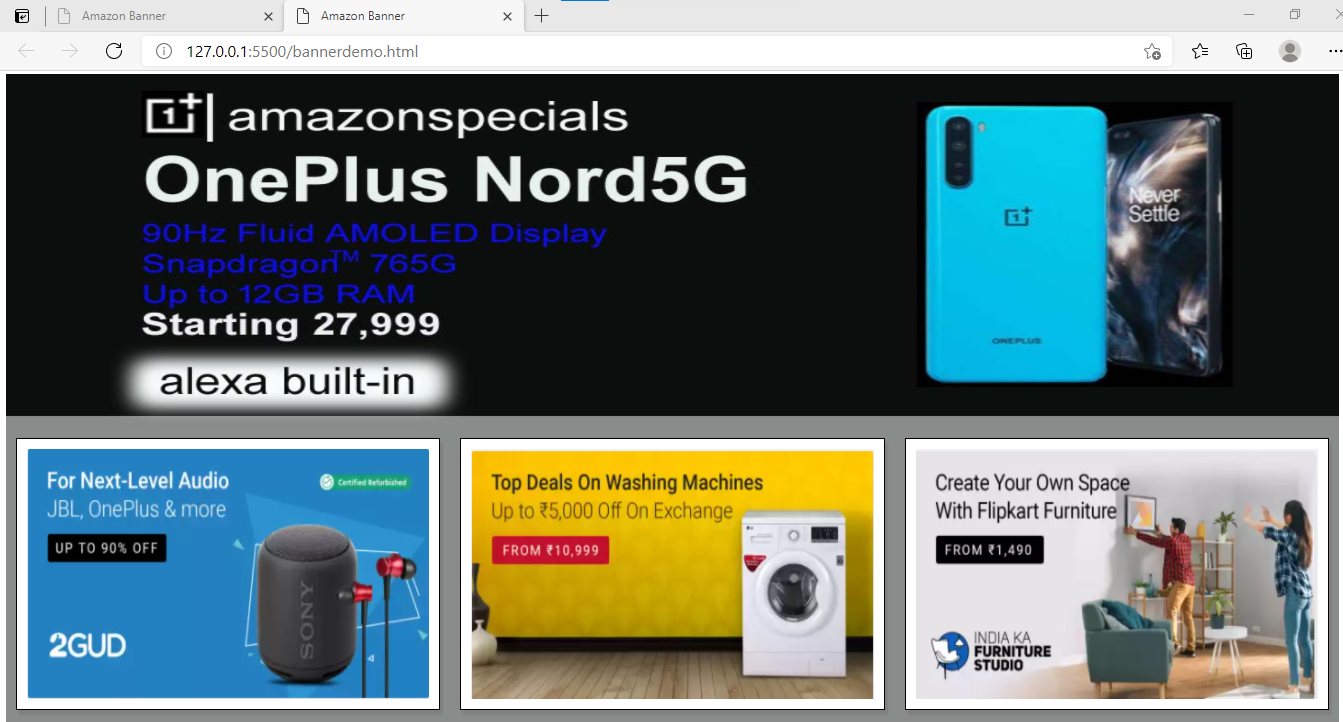 Amazon Banner
Amazon Banner
127.0.0.1:5500/bannerdemo.html
1+| amazonspecials
OnePlus Nord5G
90Hz Fluid AMOLED Display
Snapdragon™ 765G
Up to 12GB RAM
Starting 27,999
alexa built-in
1+
ONEPLUS
Never
Settle
For Next-Level Audio
Certified Refurbished
JBL, OnePlus & more
UP TO 90% OFF
SONY
2GUD
Top Deals On Washing Machines
Up to ₹5,000 Off On Exchange
FROM ₹10,999
Create Your Own Space
With Flipkart Furniture
FROM ₹1,490
INDIA KA
FURNITURE
STUDIO